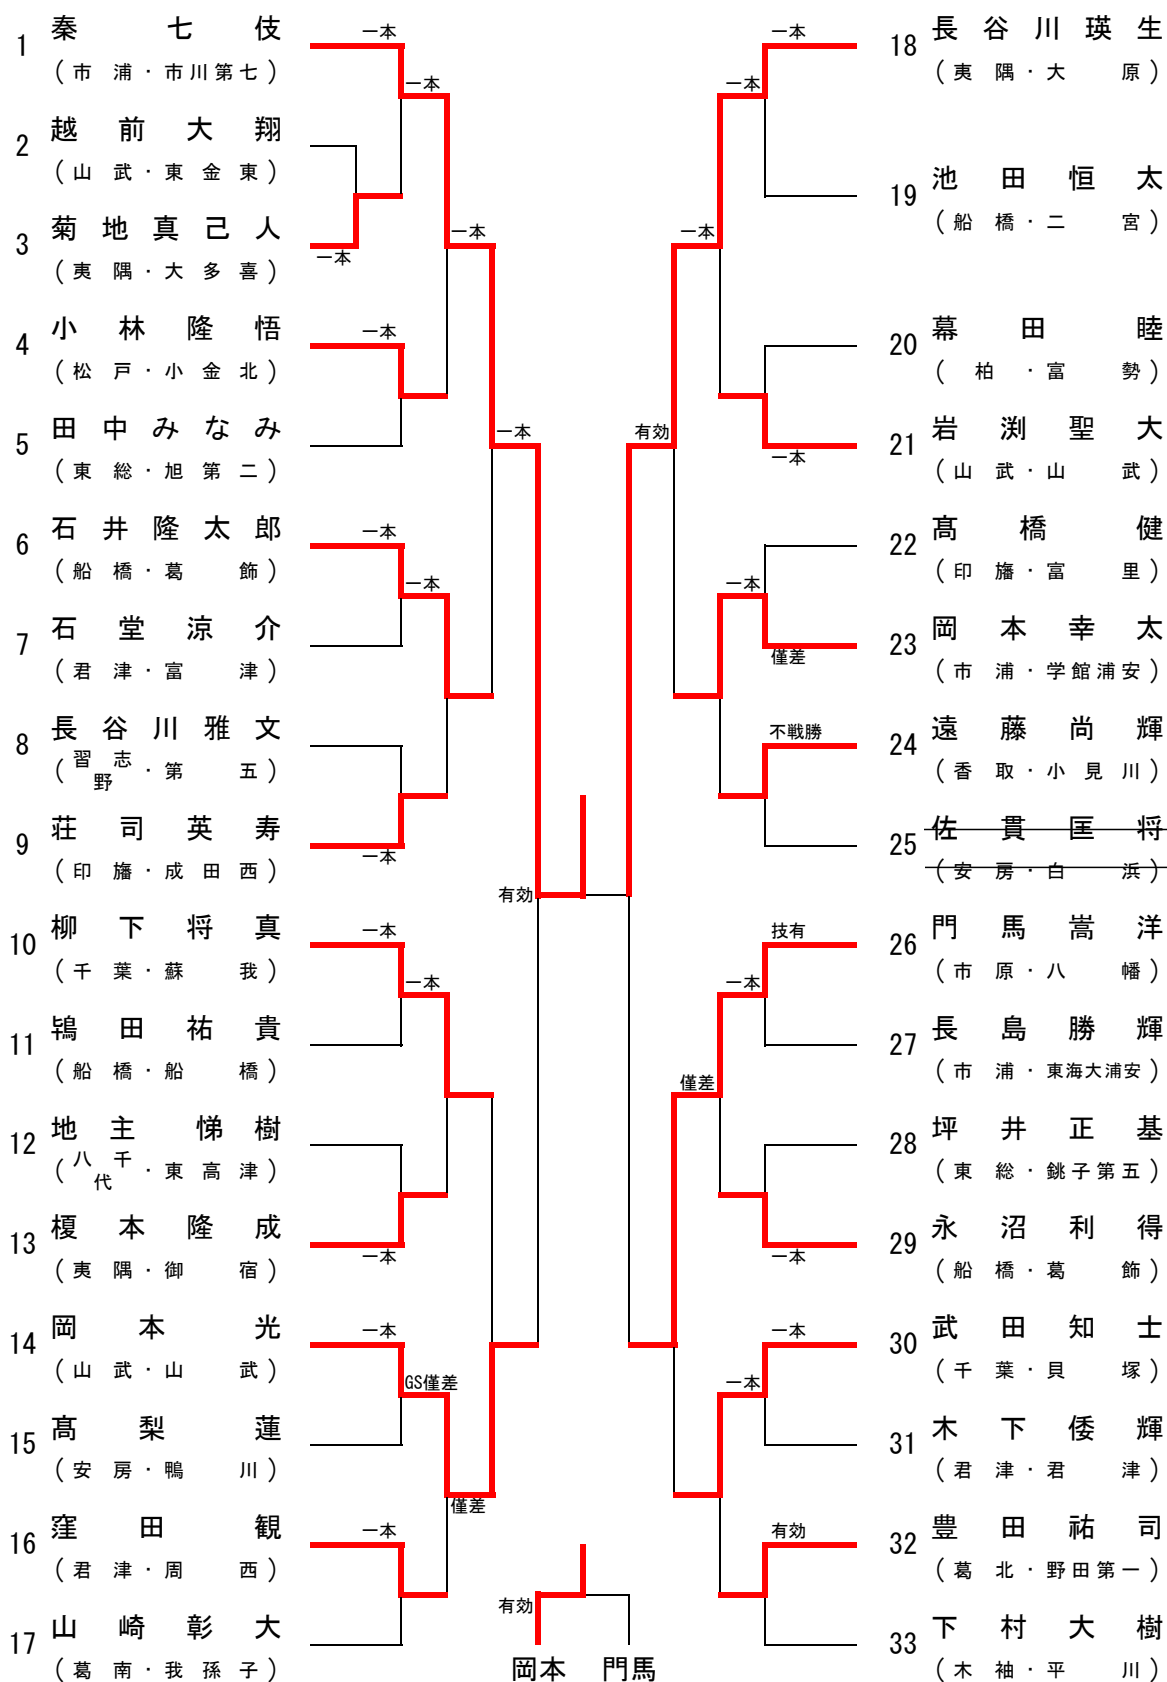 1 秦七伎
(市浦・市川第七)
一本
2 越前大翔
(山武・東金東)
3 菊地真己人
(夷隅・大多喜)
一本
一本
4 小林隆悟
(松戸・小金北)
一本
5 田中みなみ
(東総・旭第二)
一本
6 石井隆太郎
(船橋・葛飾)
一本
7 石堂涼介
(君津・富津)
一本
8 長谷川雅文
(習志野・第五)
9 荘司英寿
(印旛・成田西)
一本
一本
10 柳下将真
(千葉・蘇我)
一本
11 鴇田祐貴
(船橋・船橋)
一本
12 地主悌樹
(八千代・東高津)
13 榎本隆成
(夷隅・御宿)
一本
14 岡本光
(山武・山武)
一本
15 髙梨蓮
(安房・鴨川)
GS僅差
16 窪田観
(君津・周西)
一本
17 山崎彰大
(葛南・我孫子)
僅差
有効
18 長谷川瑛生
(夷隅・大原)
一本
19 池田恒太
(船橋・二宮)
一本
20 幕田睦
(柏・富勢)
21 岩渕聖大
(山武・山武)
一本
一本
22 髙橋健
(印旛・富里)
23 岡本幸太
(市浦・学館浦安)
僅差
一本
24 遠藤尚輝
(香取・小見川)
不戦勝
25 佐貫匡将
(安房・白浜)
有効
26 門馬嵩洋
(市原・八幡)
技有
27 長島勝輝
(市浦・東海大浦安)
一本
28 坪井正基
(東総・銚子第五)
29 永沼利得
(船橋・葛飾)
一本
僅差
30 武田知士
(千葉・貝塚)
一本
31 木下倭輝
(君津・君津)
一本
32 豊田祐司
(葛北・野田第一)
有効
33 下村大樹
(木袖・平川)
有効
岡本 門馬